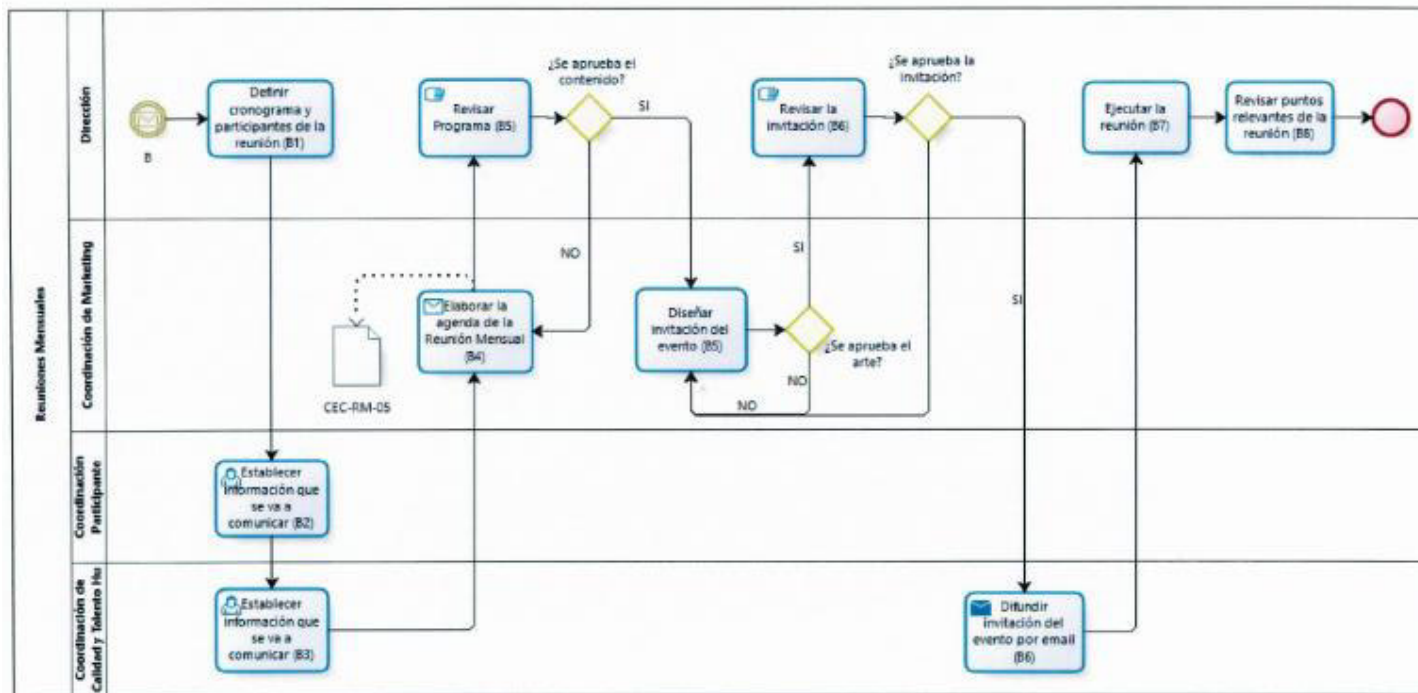 Reuniones Mensuales
Dirección
B
Definir
cronograma y
participantes de la
reunión (B1)
Revisar
Programa (B5)
¿Se aprueba el
contenido?
SI
NO
Revisar la
invitación (B6)
¿Se aprueba la
invitación?
SI
Ejecutar la
reunión (B7)
Revisar puntos
relevantes de la
reunión (B8)
Coordinación de Marketing
CEC-RM-05
Elaborar la
agenda de la
Reunión Mensual
(B4)
Diseñar
invitación del
evento (B5)
SI
¿Se aprueba el
arte?
NO
NO
Coordinación
Participante
Establecer
información que
se va a
comunicar (B2)
Coordinación de
Calidad y Talento Hu
Establecer
información que
se va a
comunicar (B3)
Difundir
invitación del
evento por email
(B6)